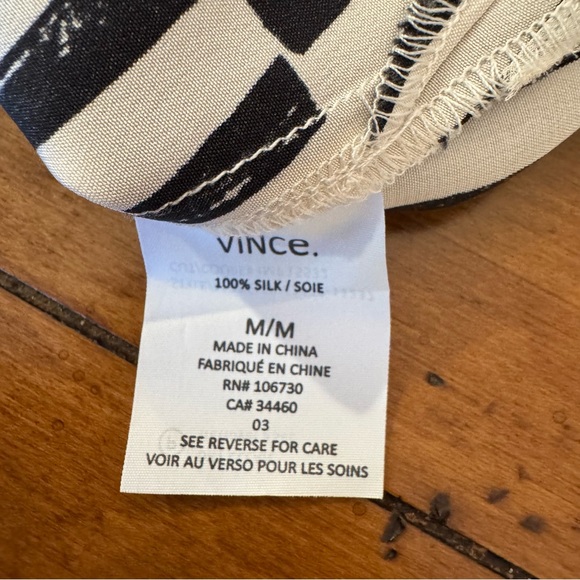 VINCE.
100% SILK / SOIE
M/M
MADE IN CHINA
FABRIQUÉ EN CHINE
RN# 106730
CA# 34460
03
SEE REVERSE FOR CARE
VOIR AU VERSO POUR LES SOINS